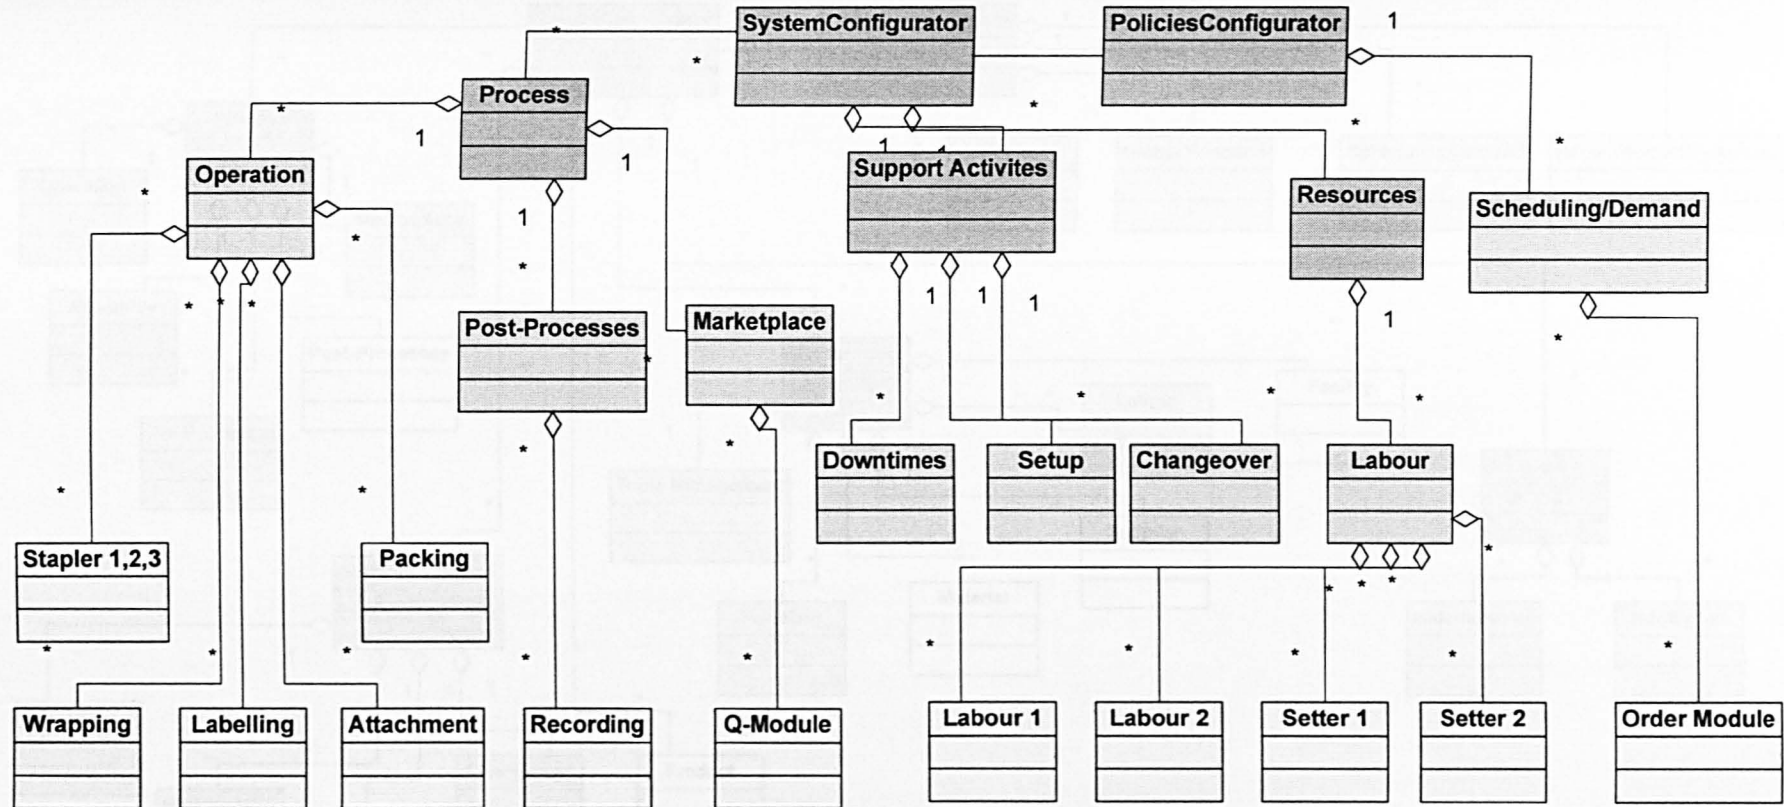 SystemConfigurator
PoliciesConfigurator
1
*
*
Process
*
*
1
*
*
1
1
1
Operation
Support Activites
Resources
Scheduling/Demand
*
1
*
*
*
*
*
1
1
1
1
*
Post-Processes
Marketplace
*
*
*
*
*
*
*
Downtimes
Setup
Changeover
Labour
*
*
*
Stapler 1,2,3
Packing
*
*
*
*
*
*
*
*
*
*
*
*
*
*
Wrapping
Labelling
Attachment
Recording
Q-Module
Labour 1
Labour 2
Setter 1
Setter 2
Order Module